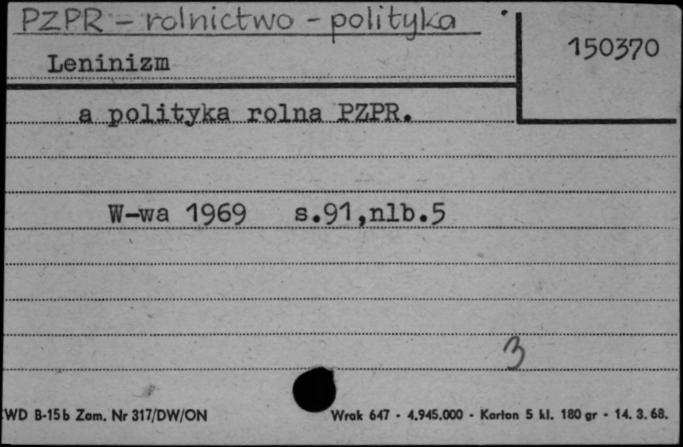 PZPR - rolnictwo - polityka
150370
Leninizm
a polityka rolna PZPR.
W-wa 1969 s.91,nlb.5
3
WD B-15b Zam. Nr 317/DW/ON Wrak 647 - 4.945.000 - Karton 5 kl. 180 gr - 14. 3. 68.